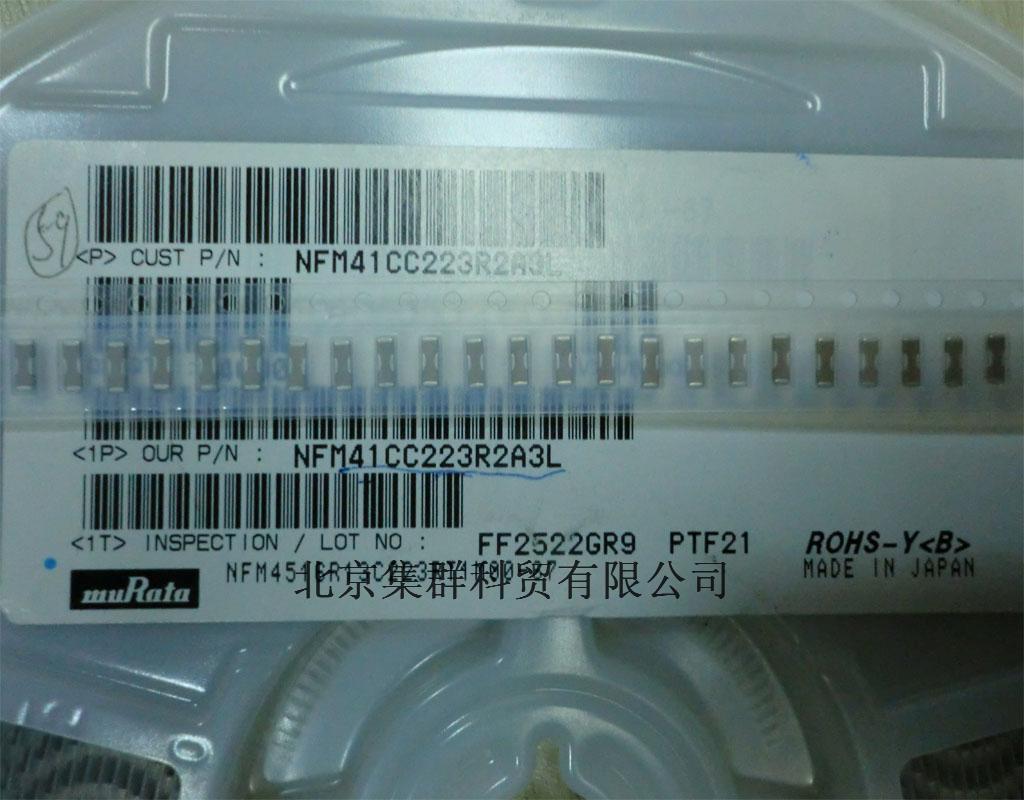 59
<P> CUST P/N : NFM41CC223R2A3L
<1P> OUR P/N : NFM41CC223R2A3L
<1T> INSPECTION / LOT NO : FF2522GR9 PTF21 ROHS-Y<B>
MADE IN JAPAN
muRata
北京集群科贸有限公司